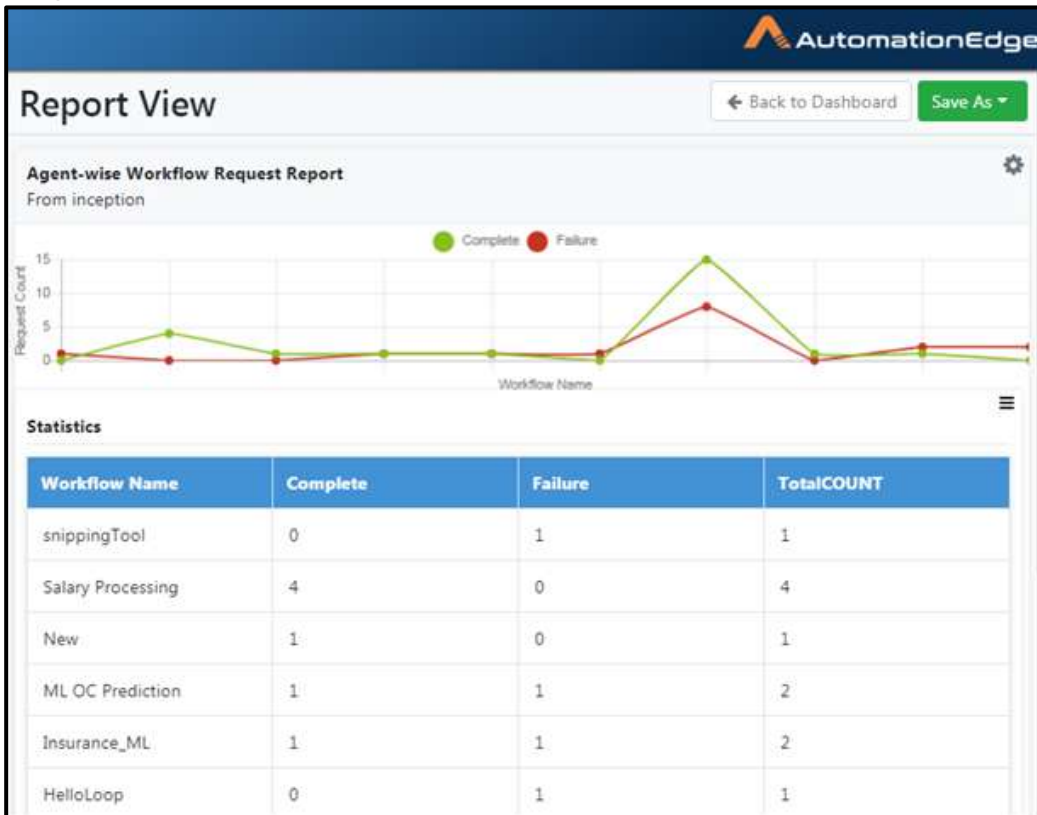 AutomationEdge
Report View
Back to Dashboard
Save As
Agent-wise Workflow Request Report
From inception
Complete Failure
15
10
5
0
Request Count
Workflow Name
Statistics
Workflow Name Complete Failure TotalCOUNT
snippingTool 0 1 1
Salary Processing 4 0 4
New 1 0 1
ML OC Prediction 1 1 2
Insurance_ML 1 1 2
HelloLoop 0 1 1